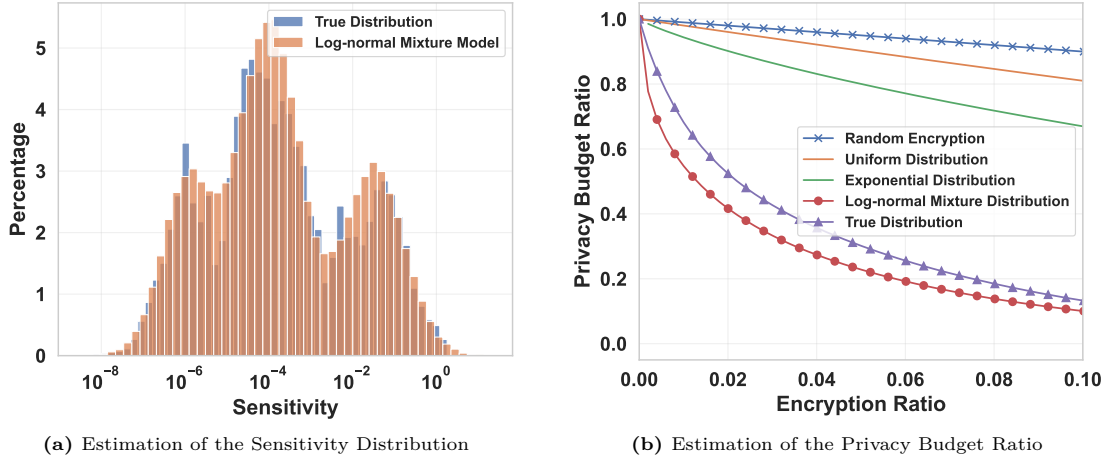 True Distribution
Log-normal Mixture Model
Percentage
5
4
3
2
1
0
10⁻⁸
10⁻⁶
10⁻⁴
10⁻²
10⁰
Sensitivity
(a) Estimation of the Sensitivity Distribution
Privacy Budget Ratio
1.0
0.8
0.6
0.4
0.2
0.0
Random Encryption
Uniform Distribution
Exponential Distribution
Log-normal Mixture Distribution
True Distribution
0.00
0.02
0.04
0.06
0.08
0.10
Encryption Ratio
(b) Estimation of the Privacy Budget Ratio